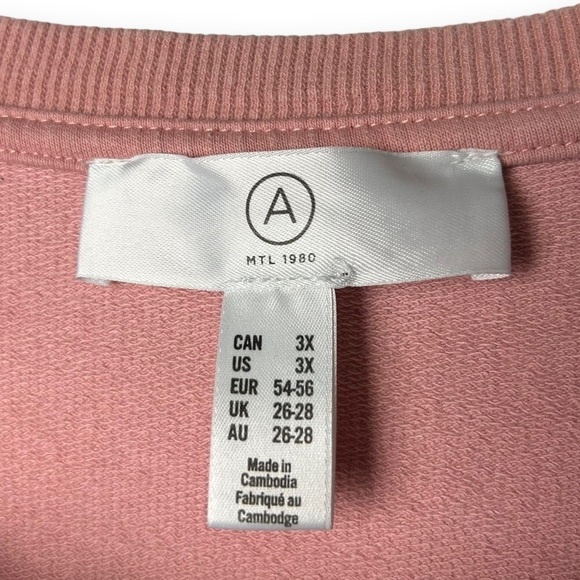 A
MTL 1980
CAN 3X
US 3X
EUR 54-56
UK 26-28
AU 26-28
Made in
Cambodia
Fabriqué au
Cambodge